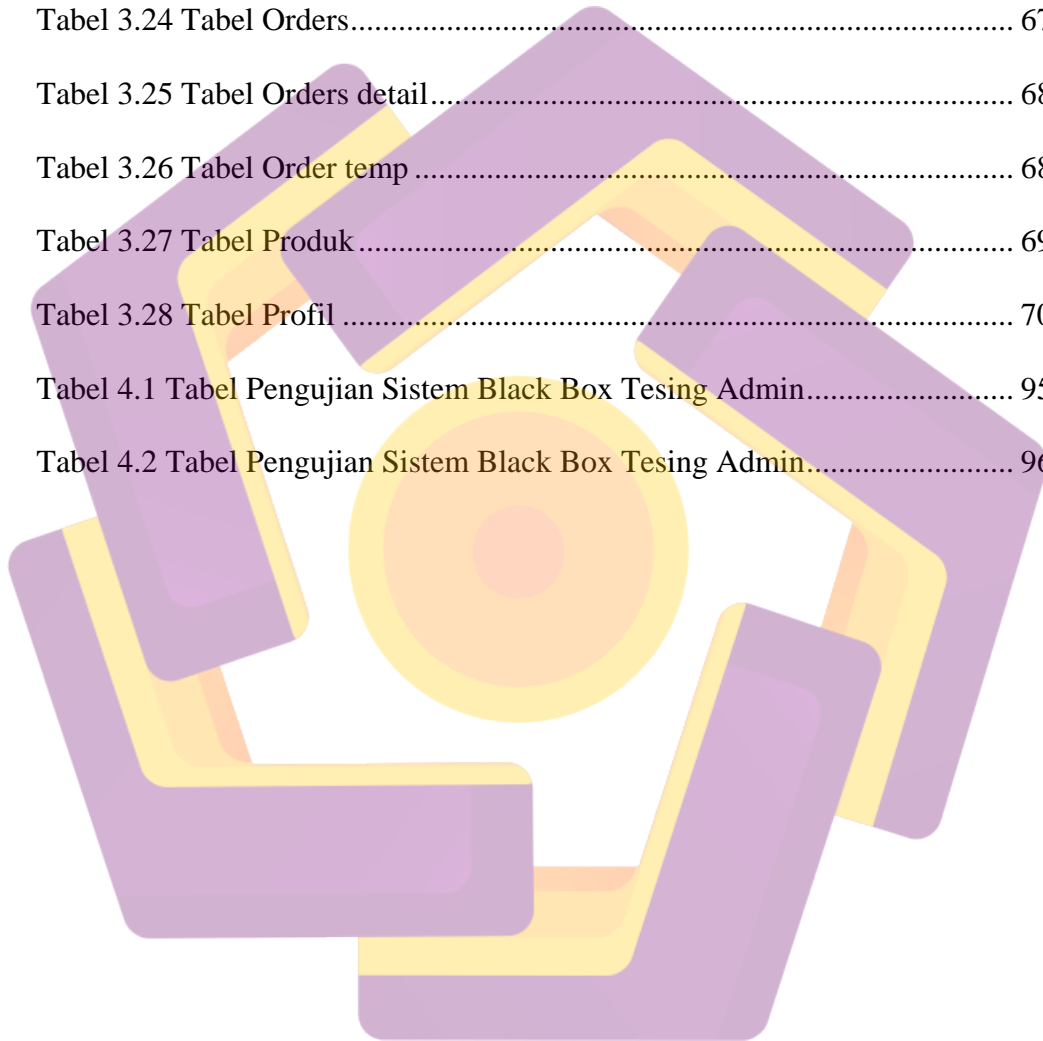 Tabel 3.24 Tabel Orders................................................................................ 67
Tabel 3.25 Tabel Orders detail...................................................................... 68
Tabel 3.26 Tabel Order temp ........................................................................ 68
Tabel 3.27 Tabel Produk ............................................................................... 69
Tabel 3.28 Tabel Profil ................................................................................. 70
Tabel 4.1 Tabel Pengujian Sistem Black Box Tesing Admin......................... 95
Tabel 4.2 Tabel Pengujian Sistem Black Box Tesing Admin......................... 96